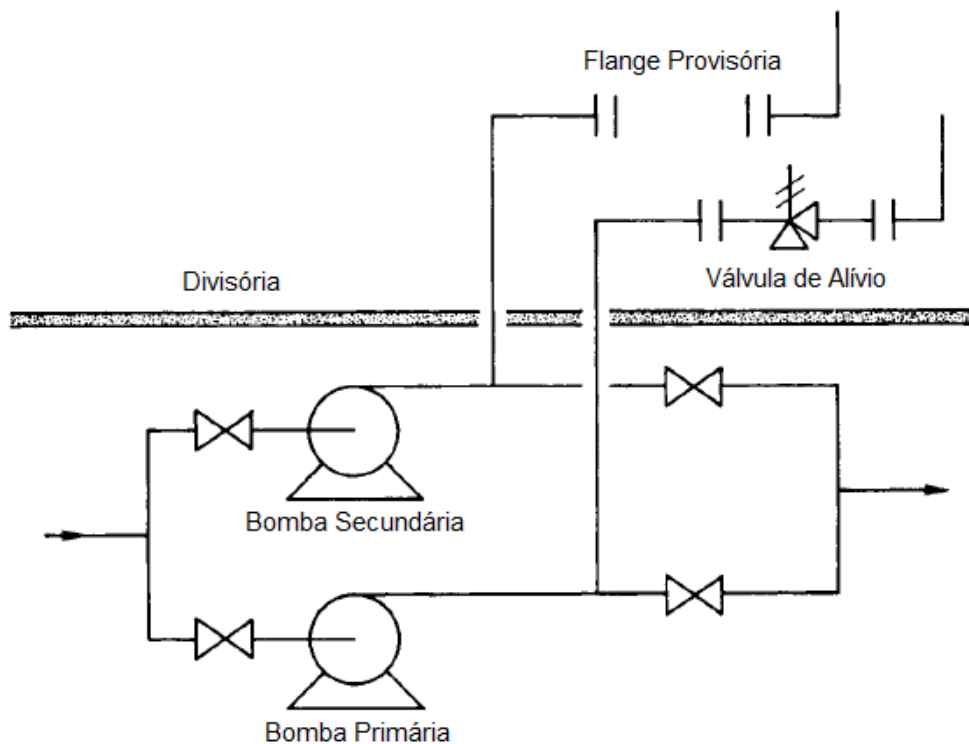 Flange Provisória
Válvula de Alívio
Divisória
Bomba Secundária
Bomba Primária